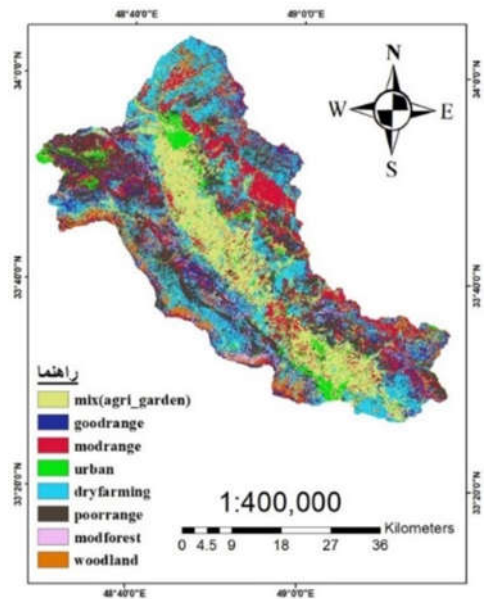 48°40'0"E 49°0'0"E
N
W E
S
34°0'0"N 34°0'0"N
33°40'0"N 33°40'0"N
33°20'0"N 33°20'0"N
راهنما
mix(agri_garden)
goodrange
modrange
urban
dryfarming
poorrange
modforest
woodland
1:400,000
Kilometers
0 4.5 9 18 27 36
48°40'0"E 49°0'0"E